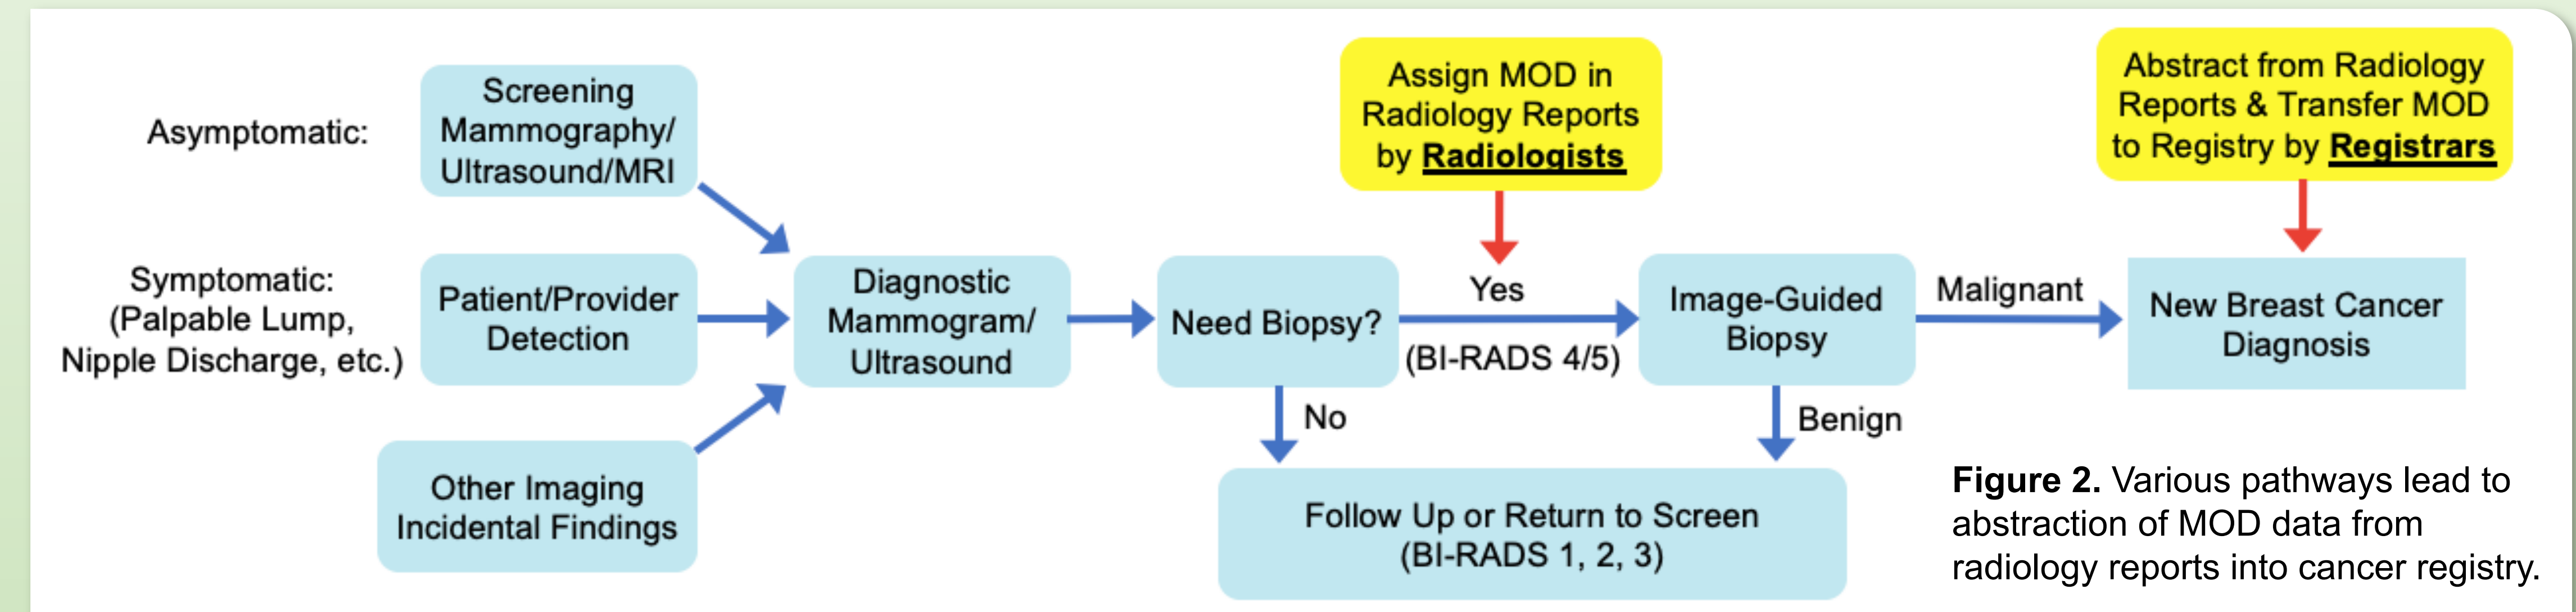 Asymptomatic:
Screening
Mammography/
Ultrasound/MRI
Symptomatic:
(Palpable Lump,
Nipple Discharge, etc.)
Patient/Provider
Detection
Other Imaging
Incidental Findings
Diagnostic
Mammogram/
Ultrasound
Need Biopsy?
Assign MOD in
Radiology Reports
by Radiologists
Yes
(BI-RADS 4/5)
No
Image-Guided
Biopsy
Malignant
Benign
Follow Up or Return to Screen
(BI-RADS 1, 2, 3)
Abstract from Radiology
Reports & Transfer MOD
to Registry by Registrars
New Breast Cancer
Diagnosis
Figure 2. Various pathways lead to
abstraction of MOD data from
radiology reports into cancer registry.